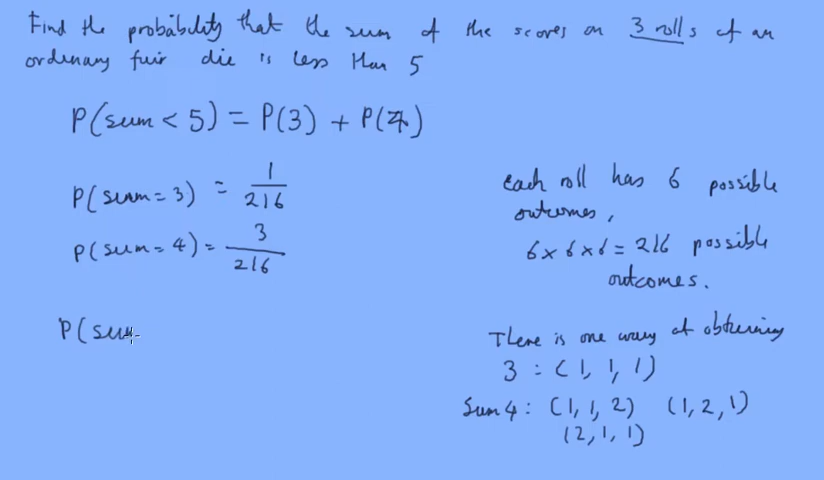 Find the probability that the sum of the scores on 3 rolls of an
ordinary fair die is less than 5
P(sum < 5) = P(3) + P(4)
P(sum = 3) = 1/216
P(sum = 4) = 3/216
P(sum
Each roll has 6 possible
outcomes,
6 × 6 × 6 = 216 possible
outcomes.
There is one way of obtaining
3 : (1, 1, 1)
Sum 4 : (1, 1, 2) (1, 2, 1)
(2, 1, 1)